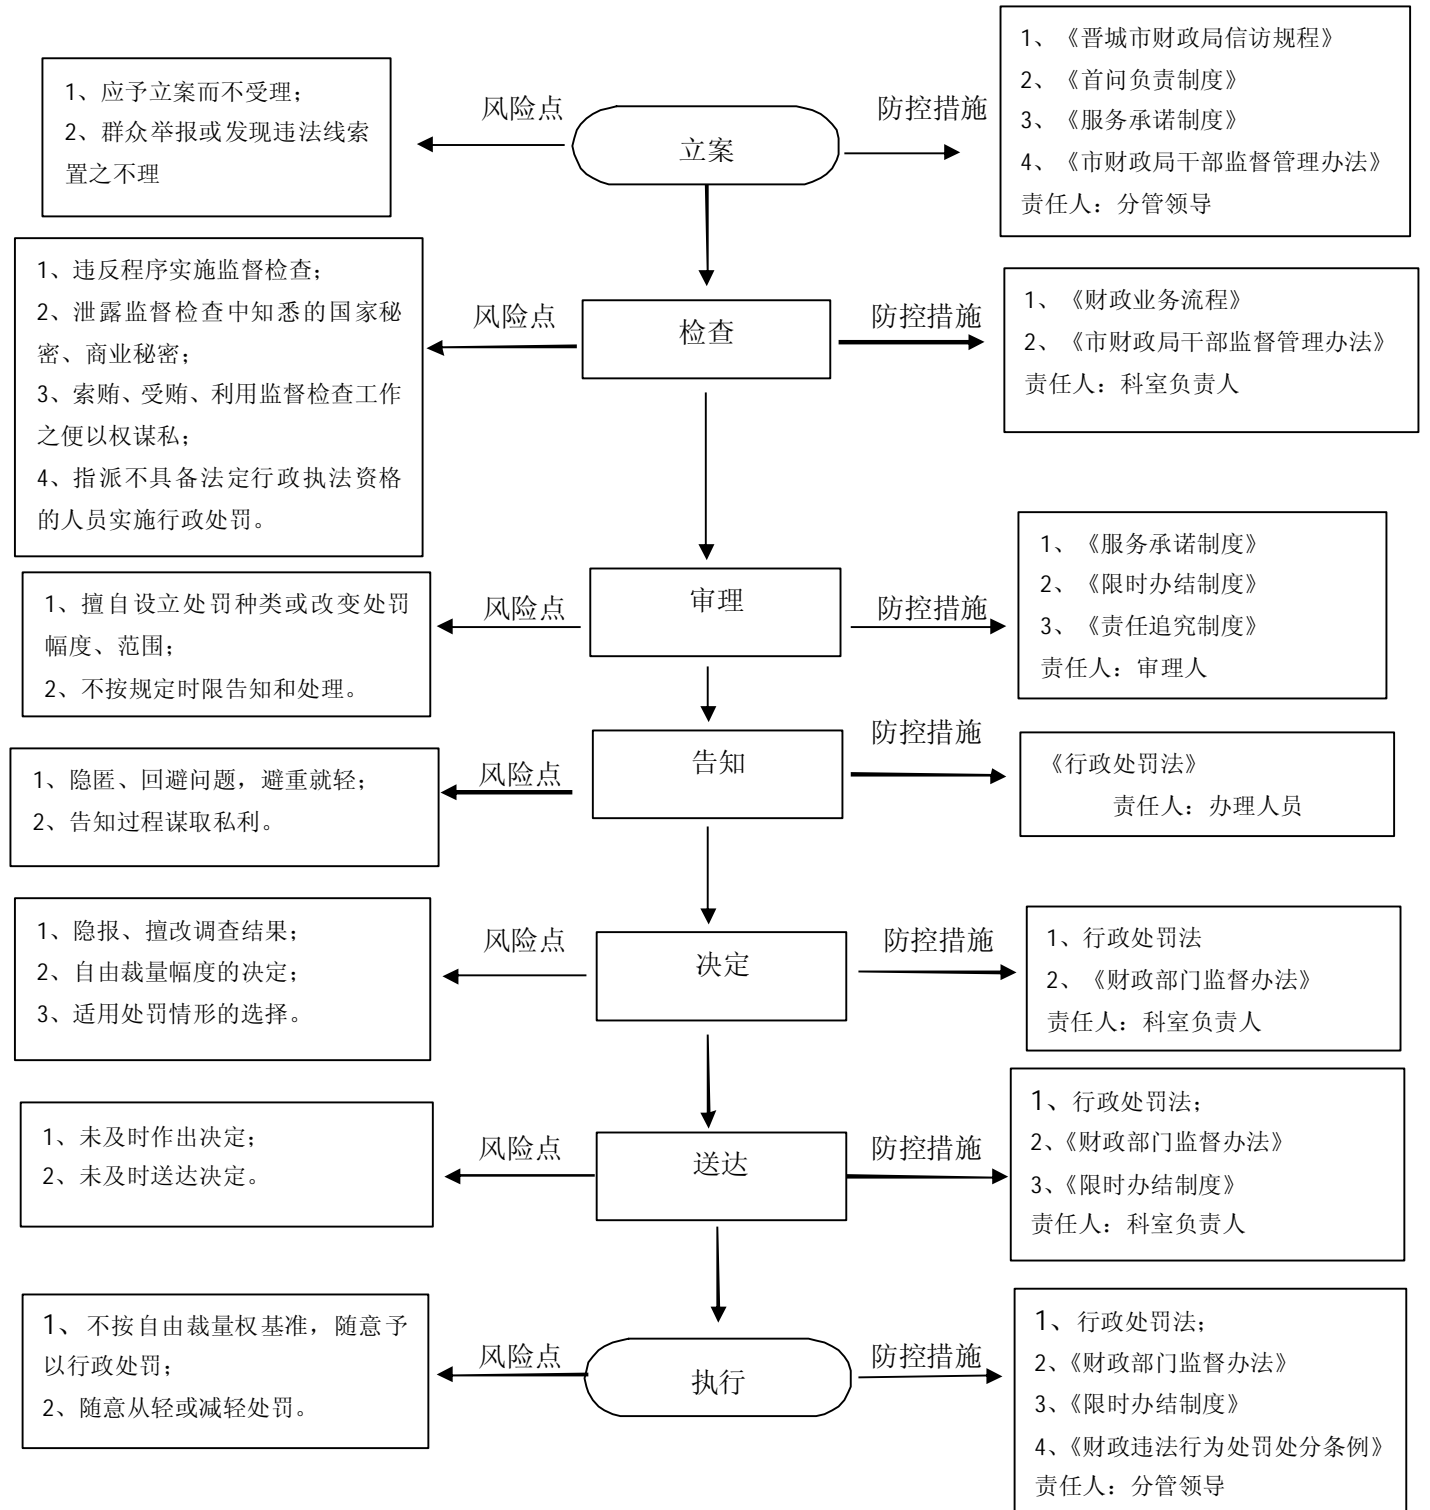 1、应予立案而不受理；
2、群众举报或发现违法线索
置之不理
风险点
立案
防控措施
1、《晋城市财政局信访规程》
2、《首问负责制度》
3、《服务承诺制度》
4、《市财政局干部监督管理办法》
责任人：分管领导
1、违反程序实施监督检查；
2、泄露监督检查中知悉的国家秘
密、商业秘密；
3、索贿、受贿、利用监督检查工作
之便以权谋私；
4、指派不具备法定行政执法资格
的人员实施行政处罚。
风险点
检查
防控措施
1、《财政业务流程》
2、《市财政局干部监督管理办法》
责任人：科室负责人
1、擅自设立处罚种类或改变处罚
幅度、范围；
2、不按规定时限告知和处理。
风险点
审理
防控措施
1、《服务承诺制度》
2、《限时办结制度》
3、《责任追究制度》
责任人：审理人
1、隐匿、回避问题，避重就轻；
2、告知过程谋取私利。
风险点
告知
防控措施
《行政处罚法》
责任人：办理人员
1、隐报、擅改调查结果；
2、自由裁量幅度的决定；
3、适用处罚情形的选择。
风险点
决定
防控措施
1、行政处罚法
2、《财政部门监督办法》
责任人：科室负责人
1、未及时作出决定；
2、未及时送达决定。
风险点
送达
防控措施
1、行政处罚法；
2、《财政部门监督办法》
3、《限时办结制度》
责任人：科室负责人
1、不按自由裁量权基准，随意予
以行政处罚；
2、随意从轻或减轻处罚。
风险点
执行
防控措施
1、行政处罚法；
2、《财政部门监督办法》
3、《限时办结制度》
4、《财政违法行为处罚处分条例》
责任人：分管领导